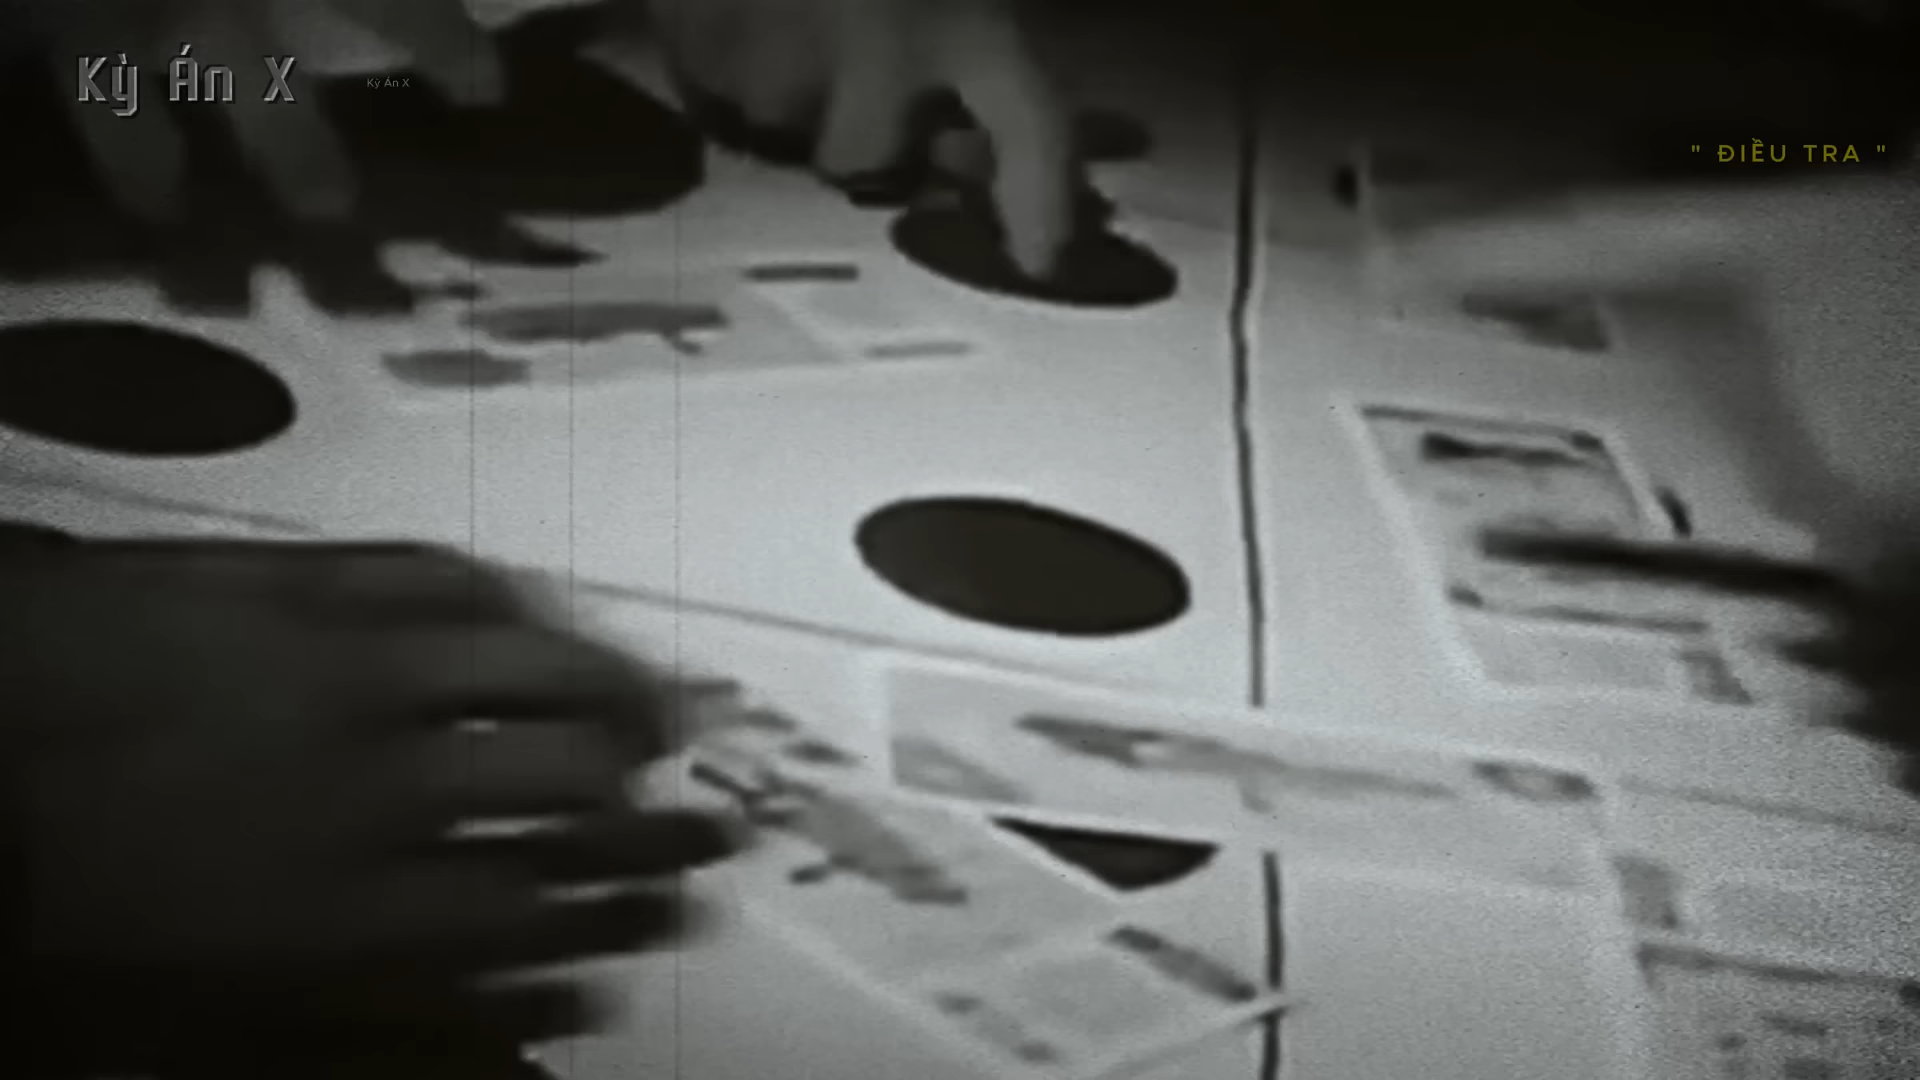 Kỳ Án X
Kỳ Án X
" ĐIỀU TRA "